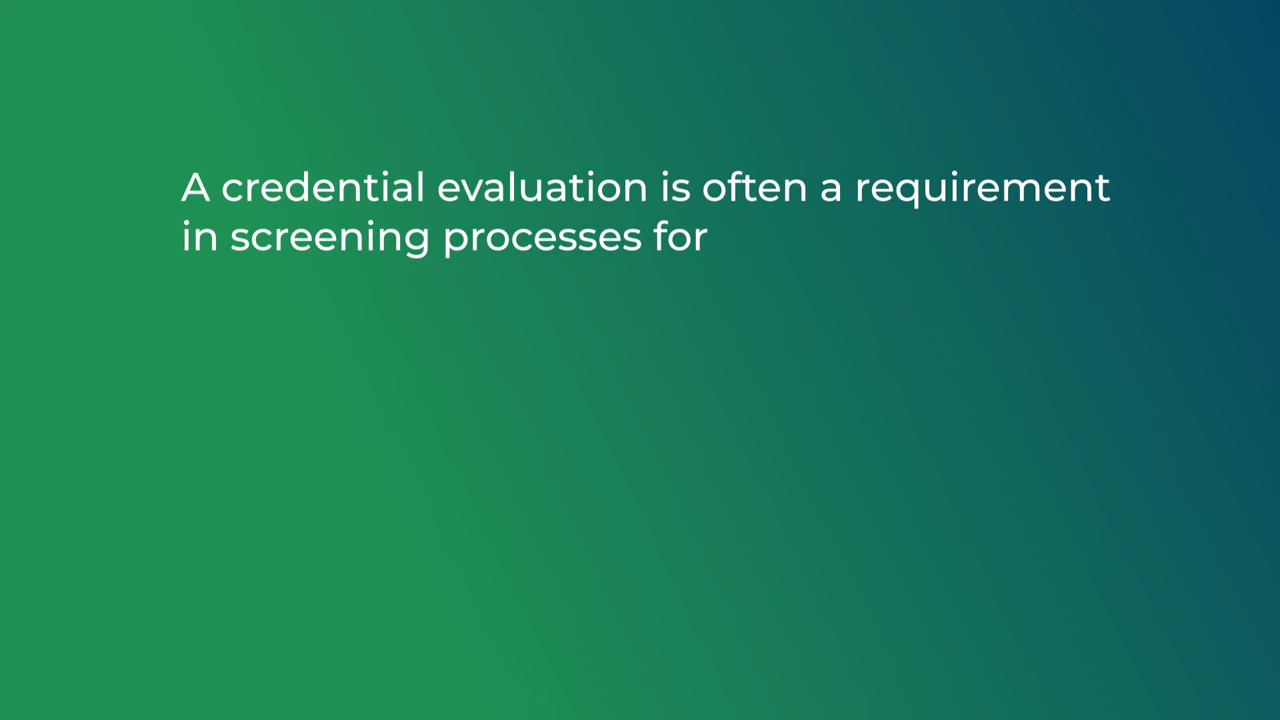 A credential evaluation is often a requirement
in screening processes for